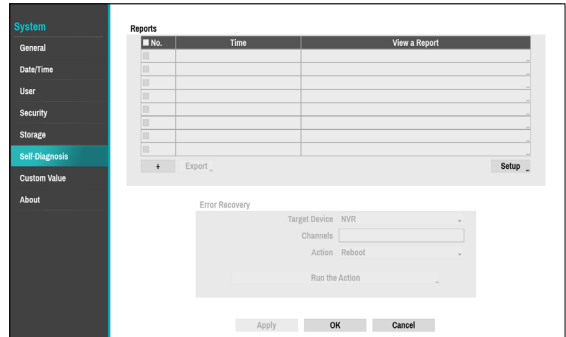 System
General
Date/Time
User
Security
Storage
Self-Diagnosis
Custom Value
About
Reports
No. Time View a Report
+ Export Setup
Error Recovery
Target Device NVR
Channels
Action Reboot
Run the Action
Apply OK Cancel